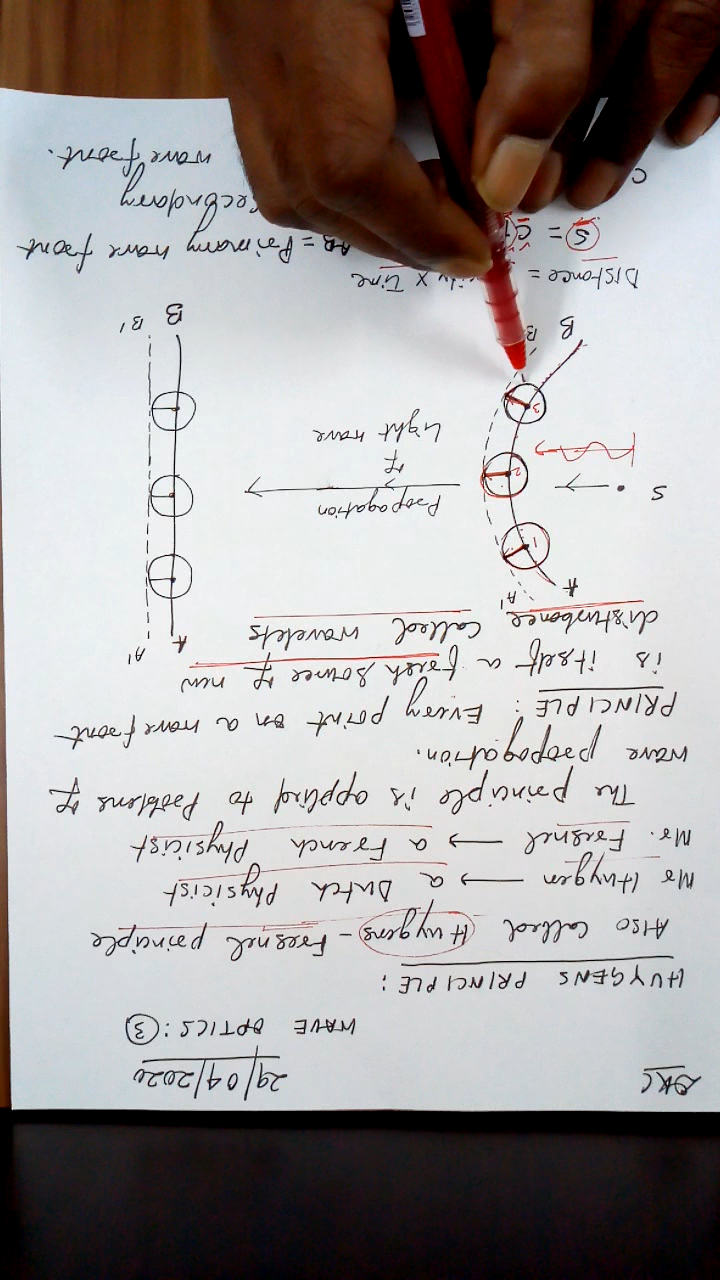 SKC
29/09/2020
WAVE OPTICS: 3
HUYGENS PRINCIPLE:
Also called Huygens - Fresnel principle
Mr Huygen → a Dutch Physicist
Mr. Fresnel → a French Physicist
The principle is applied to Problems of
wave propagation.
PRINCIPLE: Every point on a wave front
is itself a fresh source of new
disturbance called wavelets
A A'
A A'
1
S
2
3
Propagation
of
Light wave
B B'
B B'
Distance = × Time
S =
AB = Primary wave front
wave front.